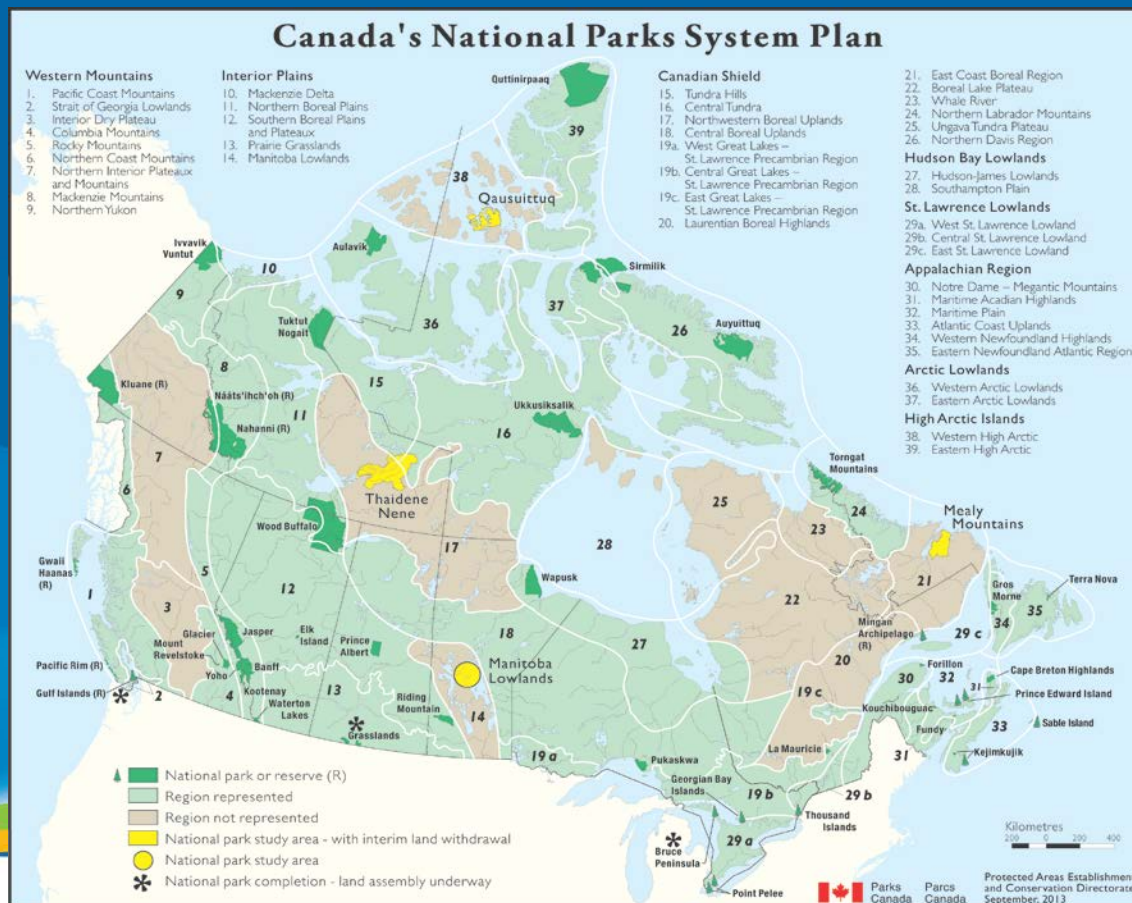 Canada's National Parks System Plan
Western Mountains
1. Pacific Coast Mountains
2. Strait of Georgia Lowlands
3. Interior Dry Plateau
4. Columbia Mountains
5. Rocky Mountains
6. Northern Coast Mountains
7. Northern Interior Plateaux
and Mountains
8. Mackenzie Mountains
9. Northern Yukon
Interior Plains
10. Mackenzie Delta
11. Northern Boreal Plains
12. Southern Boreal Plains
and Plateaux
13. Prairie Grasslands
14. Manitoba Lowlands
Canadian Shield
15. Tundra Hills
16. Central Tundra
17. Northwestern Boreal Uplands
18. Central Boreal Uplands
19a. West Great Lakes –
St. Lawrence Precambrian Region
19b. Central Great Lakes –
St. Lawrence Precambrian Region
19c. East Great Lakes –
St. Lawrence Precambrian Region
20. Laurentian Boreal Highlands
21. East Coast Boreal Region
22. Boreal Lake Plateau
23. Whale River
24. Northern Labrador Mountains
25. Ungava Tundra Plateau
26. Northern Davis Region
Hudson Bay Lowlands
27. Hudson-James Lowlands
28. Southampton Plain
St. Lawrence Lowlands
29a. West St. Lawrence Lowland
29b. Central St. Lawrence Lowland
29c. East St. Lawrence Lowland
Appalachian Region
30. Notre Dame – Megantic Mountains
31. Maritime Acadian Highlands
32. Maritime Plain
33. Atlantic Coast Uplands
34. Western Newfoundland Highlands
35. Eastern Newfoundland Atlantic Region
Arctic Lowlands
36. Western Arctic Lowlands
37. Eastern Arctic Lowlands
High Arctic Islands
38. Western High Arctic
39. Eastern High Arctic
Quttinirpaaq
39
38
Qausuittuq
Ivvavik
Vuntut
Aulavik
Sirmilik
10
9
37
36
26
Tuktut
Nogait
Auyuittuq
8
15
Kluane (R)
Nááts'ihch'oh (R)
11
Ukkusiksalik
Nahanni (R)
16
7
Torngat
Mountains
6
Thaidene
Nene
25
24
23
Mealy
Mountains
Wood Buffalo
17
28
Gwaii
Haanas
(R)
5
Wapusk
21
1
12
22
Gros
Morne
Terra Nova
35
34
3
Glacier
Mount
Revelstoke
Jasper
Elk
Island
Prince
Albert
18
27
Mingan
Archipelago
(R)
29 c
20
Pacific Rim (R)
Yoho
Banff
Manitoba
Lowlands
Forillon
30
32
Cape Breton Highlands
31
Gulf Islands (R)
2
4
Kootenay
Waterton
Lakes
13
Riding
Mountain
14
19 c
Kouchibouguac
Prince Edward Island
Grasslands
Fundy
33
Sable Island
19 a
La Mauricie
31
Kejimkujik
Pukaskwa
Georgian Bay
Islands
19 b
29 b
Thousand
Islands
29 a
Bruce
Peninsula
Point Pelee
National park or reserve (R)
Region represented
Region not represented
National park study area - with interim land withdrawal
National park study area
National park completion - land assembly underway
Kilometres
200 0 200 400
Parks
Canada
Parcs
Canada
Protected Areas Establishment
and Conservation Directorate
September, 2013